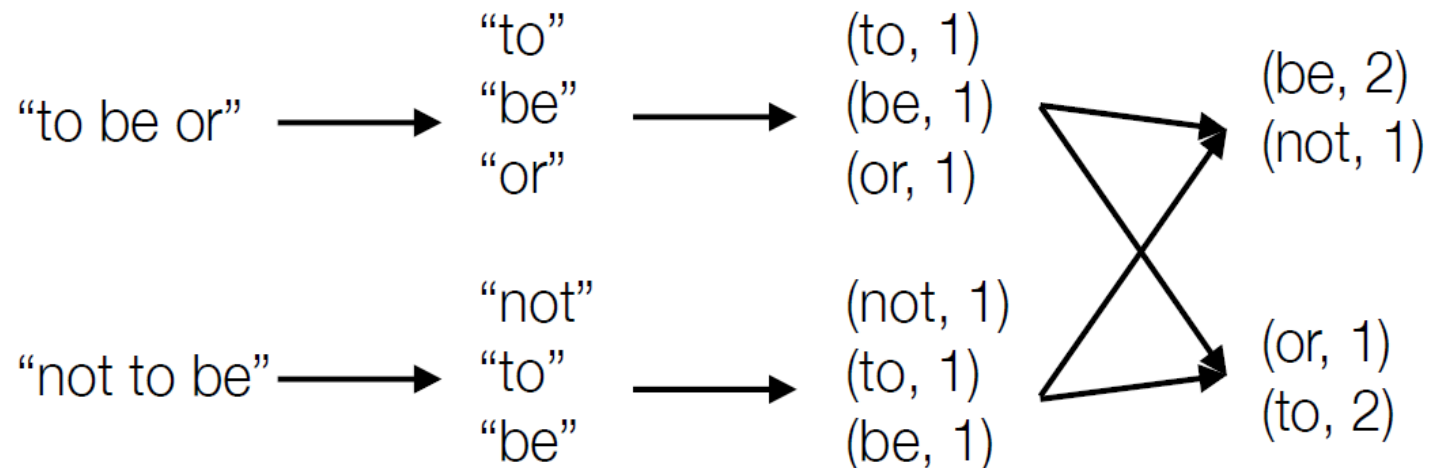 “to be or”
“to”
“be”
“or”
(to, 1)
(be, 1)
(or, 1)
(be, 2)
(not, 1)
“not to be”
“not”
“to”
“be”
(not, 1)
(to, 1)
(be, 1)
(or, 1)
(to, 2)